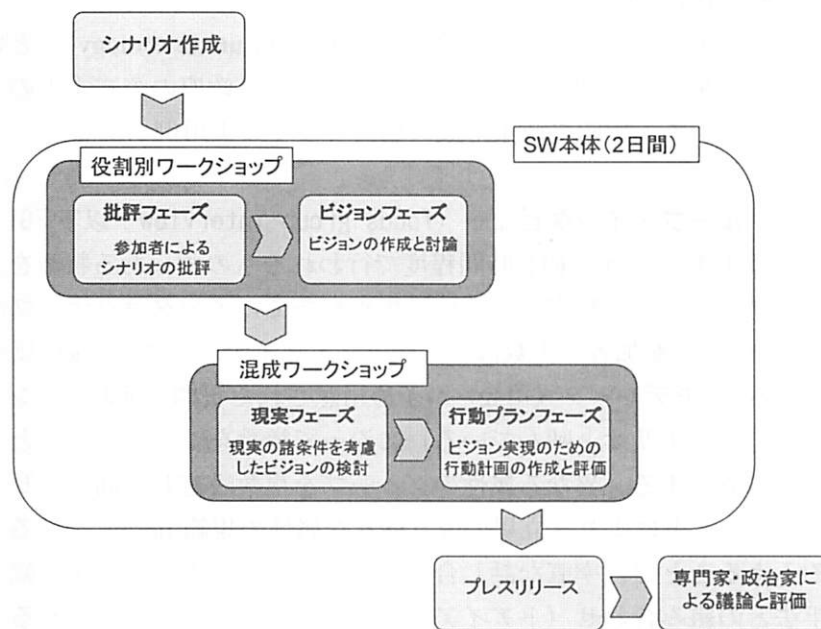 シナリオ作成
SW本体(2日間)
役割別ワークショップ
批評フェーズ
参加者による
シナリオの批評
ビジョンフェーズ
ビジョンの作成と討論
混成ワークショップ
現実フェーズ
現実の諸条件を考慮
したビジョンの検討
行動プランフェーズ
ビジョン実現のための
行動計画の作成と評価
プレスリリース
専門家・政治家に
よる議論と評価